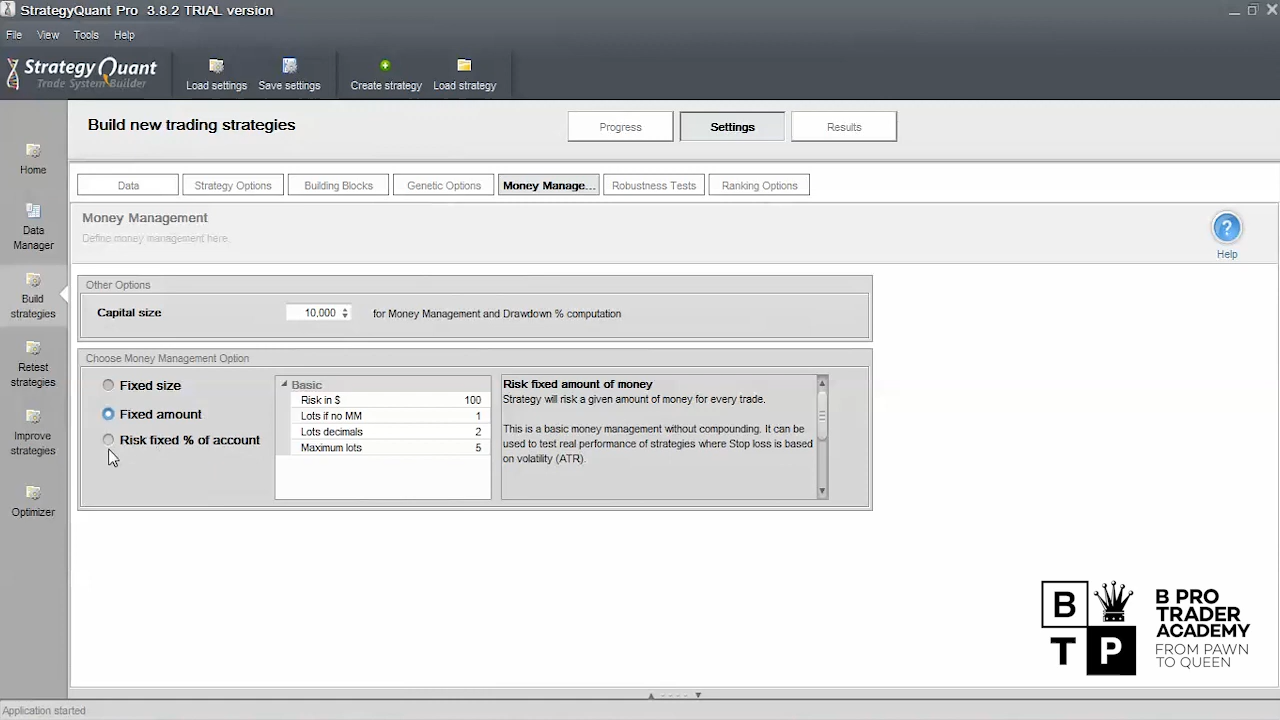 StrategyQuant Pro 3.8.2 TRIAL version
File View Tools Help
StrategyQuant
Trade System Builder
Load settings Save settings Create strategy Load strategy
Build new trading strategies
Progress Settings Results
Home
Data Manager
Build strategies
Retest strategies
Improve strategies
Optimizer
Data Strategy Options Building Blocks Genetic Options Money Manage... Robustness Tests Ranking Options
Money Management
Define money management here.
?
Help
Other Options
Capital size 10.000 for Money Management and Drawdown % computation
Choose Money Management Option
Fixed size
Fixed amount
Risk fixed % of account
Basic
Risk in $ 100
Lots if no MM 1
Lots decimals 2
Maximum lots 5
Risk fixed amount of money
Strategy will risk a given amount of money for every trade.
This is a basic money management without compounding. It can be
used to test real performance of strategies where Stop loss is based
on volatility (ATR).
B
T P
B PRO
TRADER
ACADEMY
FROM PAWN
TO QUEEN
Application started